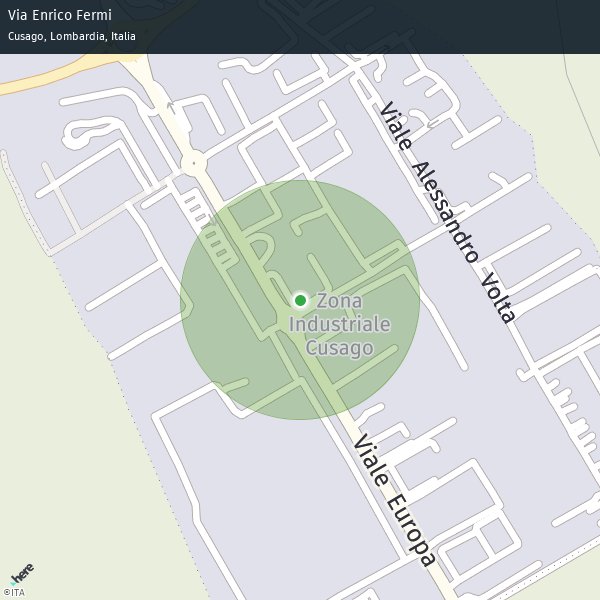 Via Enrico Fermi
Cusago, Lombardia, Italia
Viale Alessandro Volta
Zona
Industriale
Cusago
Viale Europa
here
©ITA